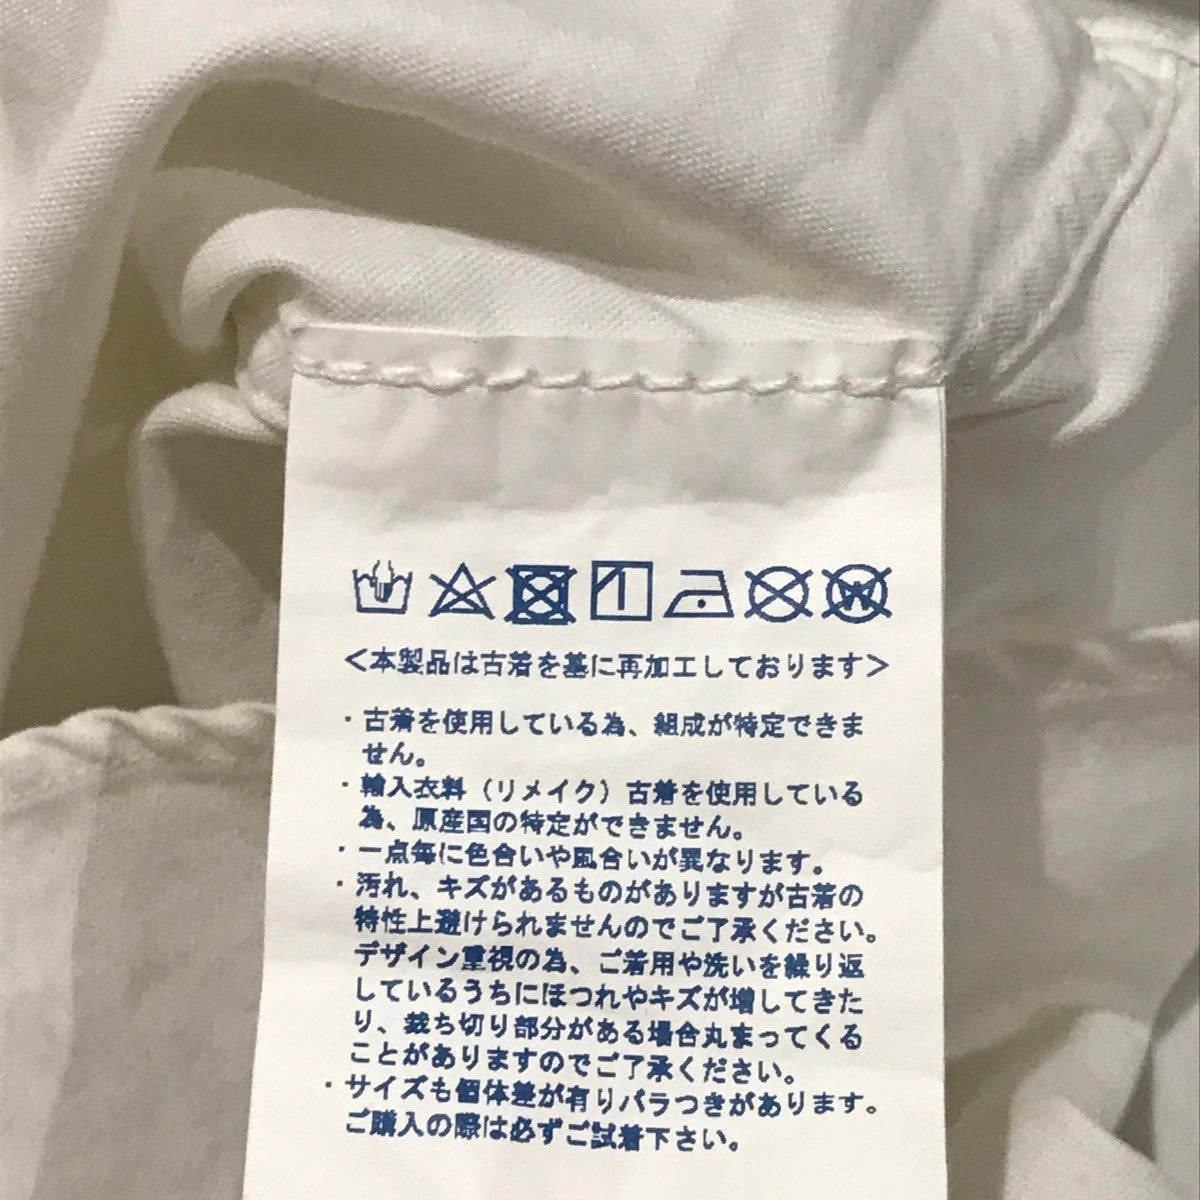 W
<本製品は古着を基に再加工しております>
・古着を使用している為、組成が特定できま
せん。
・輸入衣料（リメイク）古着を使用している
為、原産国の特定ができません。
・一点毎に色合いや風合いが異なります。
・汚れ、キズがあるものがありますが古着の
特性上避けられませんのでご了承ください。
デザイン重視の為、ご着用や洗いを繰り返
しているうちにほつれやキズが増してきた
り、裁ち切り部分がある場合丸まってくる
ことがありますのでご了承ください。
・サイズも個体差が有りバラつきがあります。
ご購入の際は必ずご試着下さい。